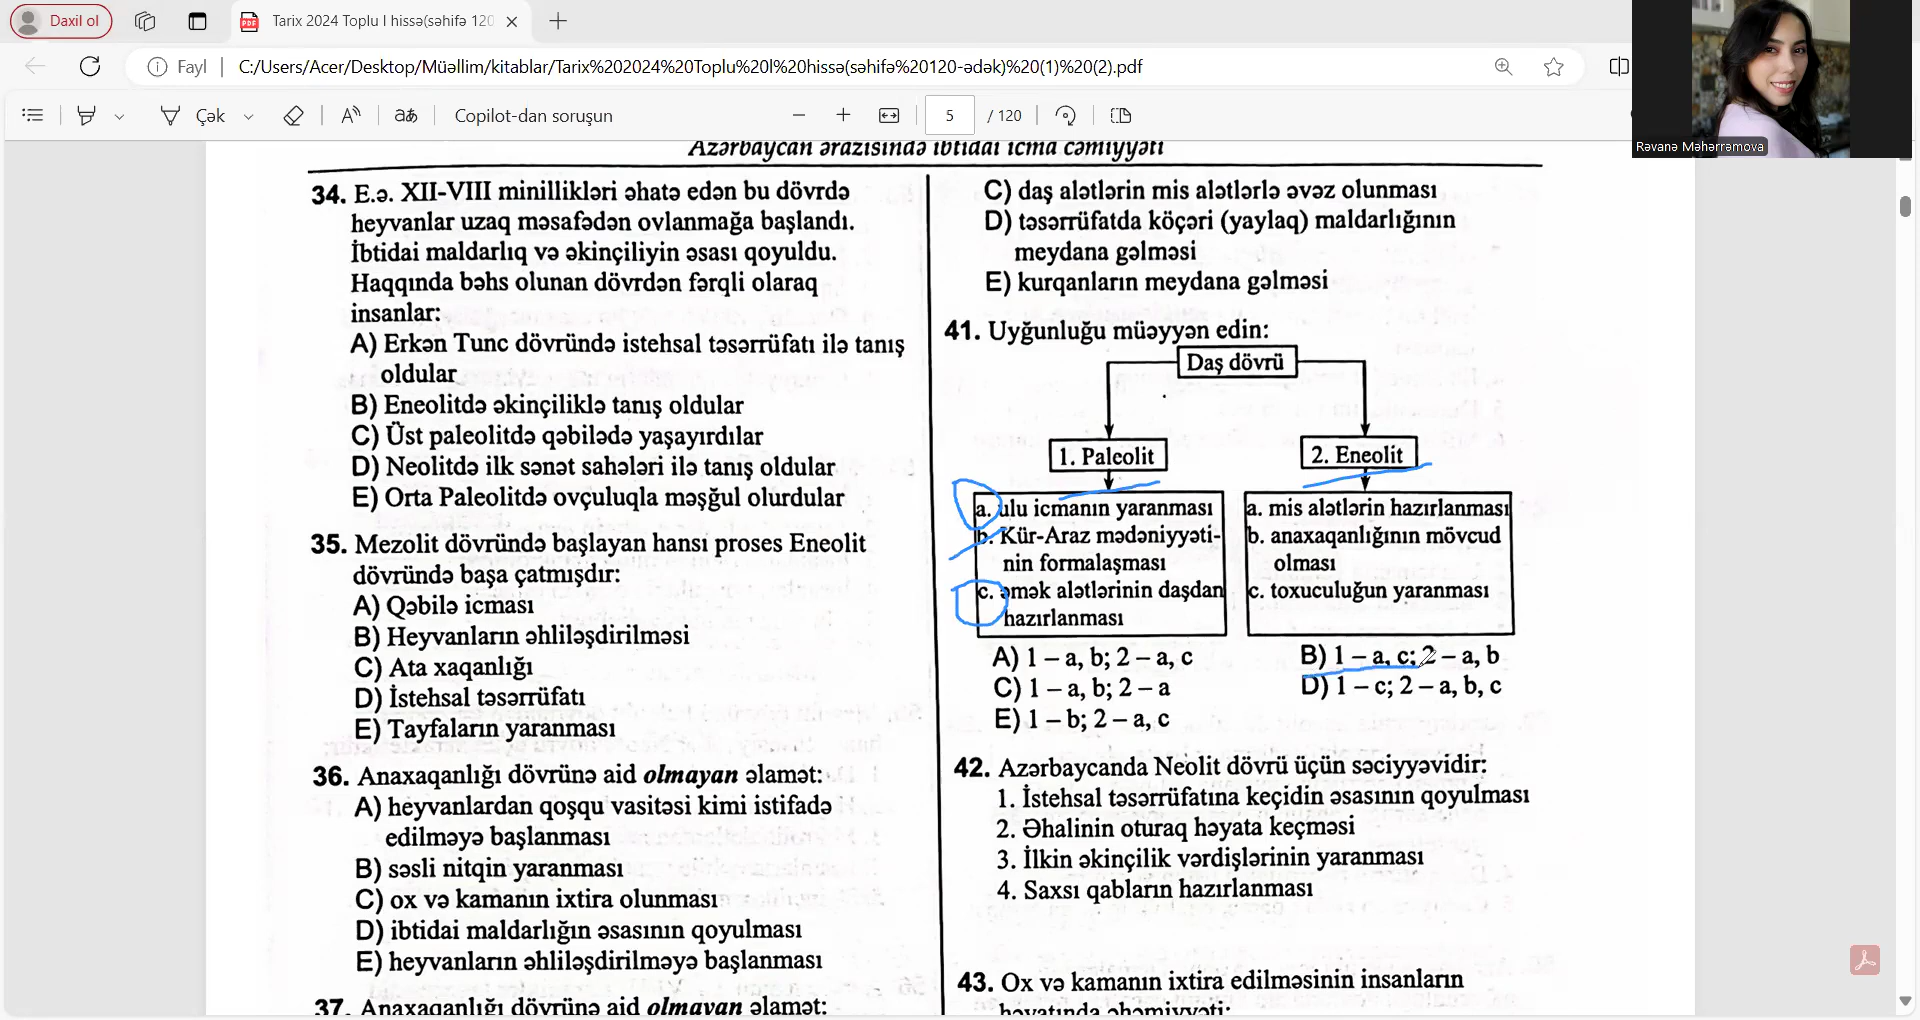 Daxil ol
Tarix 2024 Toplu I hissə(səhifə 120
Fayl
C:/Users/Acer/Desktop/Müəllim/kitablar/Tarix%202024%20Toplu%20I%20hissə(səhifə%20120-ədək)%20(1)%20(2).pdf
Çək
Copilot-dan soruşun
5
/ 120
Rəvanə Məhərrəmova
Azərbaycan ərazisində ibtidai icma cəmiyyəti
34. E.ə. XII-VIII minillikləri əhatə edən bu dövrdə
heyvanlar uzaq məsafədən ovlanmağa başlandı.
İbtidai maldarlıq və əkinçiliyin əsası qoyuldu.
Haqqında bəhs olunan dövrdən fərqli olaraq
insanlar:
A) Erkən Tunc dövründə istehsal təsərrüfatı ilə tanış
oldular
B) Eneolitdə əkinçiliklə tanış oldular
C) Üst paleolitdə qəbilədə yaşayırdılar
D) Neolitdə ilk sənət sahələri ilə tanış oldular
E) Orta Paleolitdə ovçuluqla məşğul olurdular
35. Mezolit dövründə başlayan hansı proses Eneolit
dövründə başa çatmışdır:
A) Qəbilə icması
B) Heyvanların əhliləşdirilməsi
C) Ata xaqanlığı
D) İstehsal təsərrüfatı
E) Tayfaların yaranması
36. Anaxaqanlığı dövrünə aid olmayan əlamət:
A) heyvanlardan qoşqu vasitəsi kimi istifadə
edilməyə başlanması
B) səsli nitqin yaranması
C) ox və kamanın ixtira olunması
D) ibtidai maldarlığın əsasının qoyulması
E) heyvanların əhliləşdirilməyə başlanması
37. Anaxaqanlığı dövrünə aid olmayan əlamət:
C) daş alətlərin mis alətlərlə əvəz olunması
D) təsərrüfatda köçəri (yaylaq) maldarlığının
meydana gəlməsi
E) kurqanların meydana gəlməsi
41. Uyğunluğu müəyyən edin:
Daş dövrü
1. Paleolit
2. Eneolit
a. ulu icmanın yaranması
b. Kür-Araz mədəniyyəti-
nin formalaşması
c. əmək alətlərinin daşdan
hazırlanması
a. mis alətlərin hazırlanması
b. anaxaqanlığının mövcud
olması
c. toxuculuğun yaranması
A) 1 – a, b; 2 – a, c
B) 1 – a, c; 2 – a, b
C) 1 – a, b; 2 – a
D) 1 – c; 2 – a, b, c
E) 1 – b; 2 – a, c
42. Azərbaycanda Neolit dövrü üçün səciyyəvidir:
1. İstehsal təsərrüfatına keçidin əsasının qoyulması
2. Əhalinin oturaq həyata keçməsi
3. İlkin əkinçilik vərdişlərinin yaranması
4. Saxsı qabların hazırlanması
43. Ox və kamanın ixtira edilməsinin insanların
həyatında əhəmiyyəti: